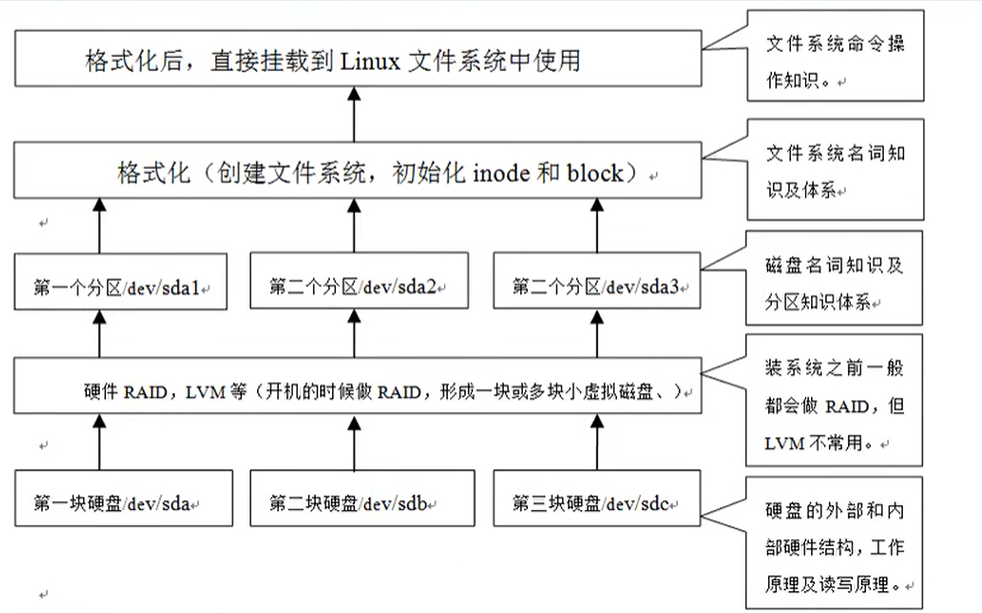 格式化后，直接挂载到 Linux 文件系统中使用
文件系统命令操
作知识。
格式化（创建文件系统，初始化 inode 和 block）
文件系统名词知
识及体系
第一个分区/dev/sda1
第二个分区/dev/sda2
第二个分区/dev/sda3
磁盘名词知识及
分区知识体系
硬件 RAID，LVM 等（开机的时候做 RAID，形成一块或多块小虚拟磁盘、）
装系统之前一般
都会做 RAID，但
LVM 不常用。
第一块硬盘/dev/sda
第二块硬盘/dev/sdb
第三块硬盘/dev/sdc
硬盘的外部和内
部硬件结构，工作
原理及读写原理。